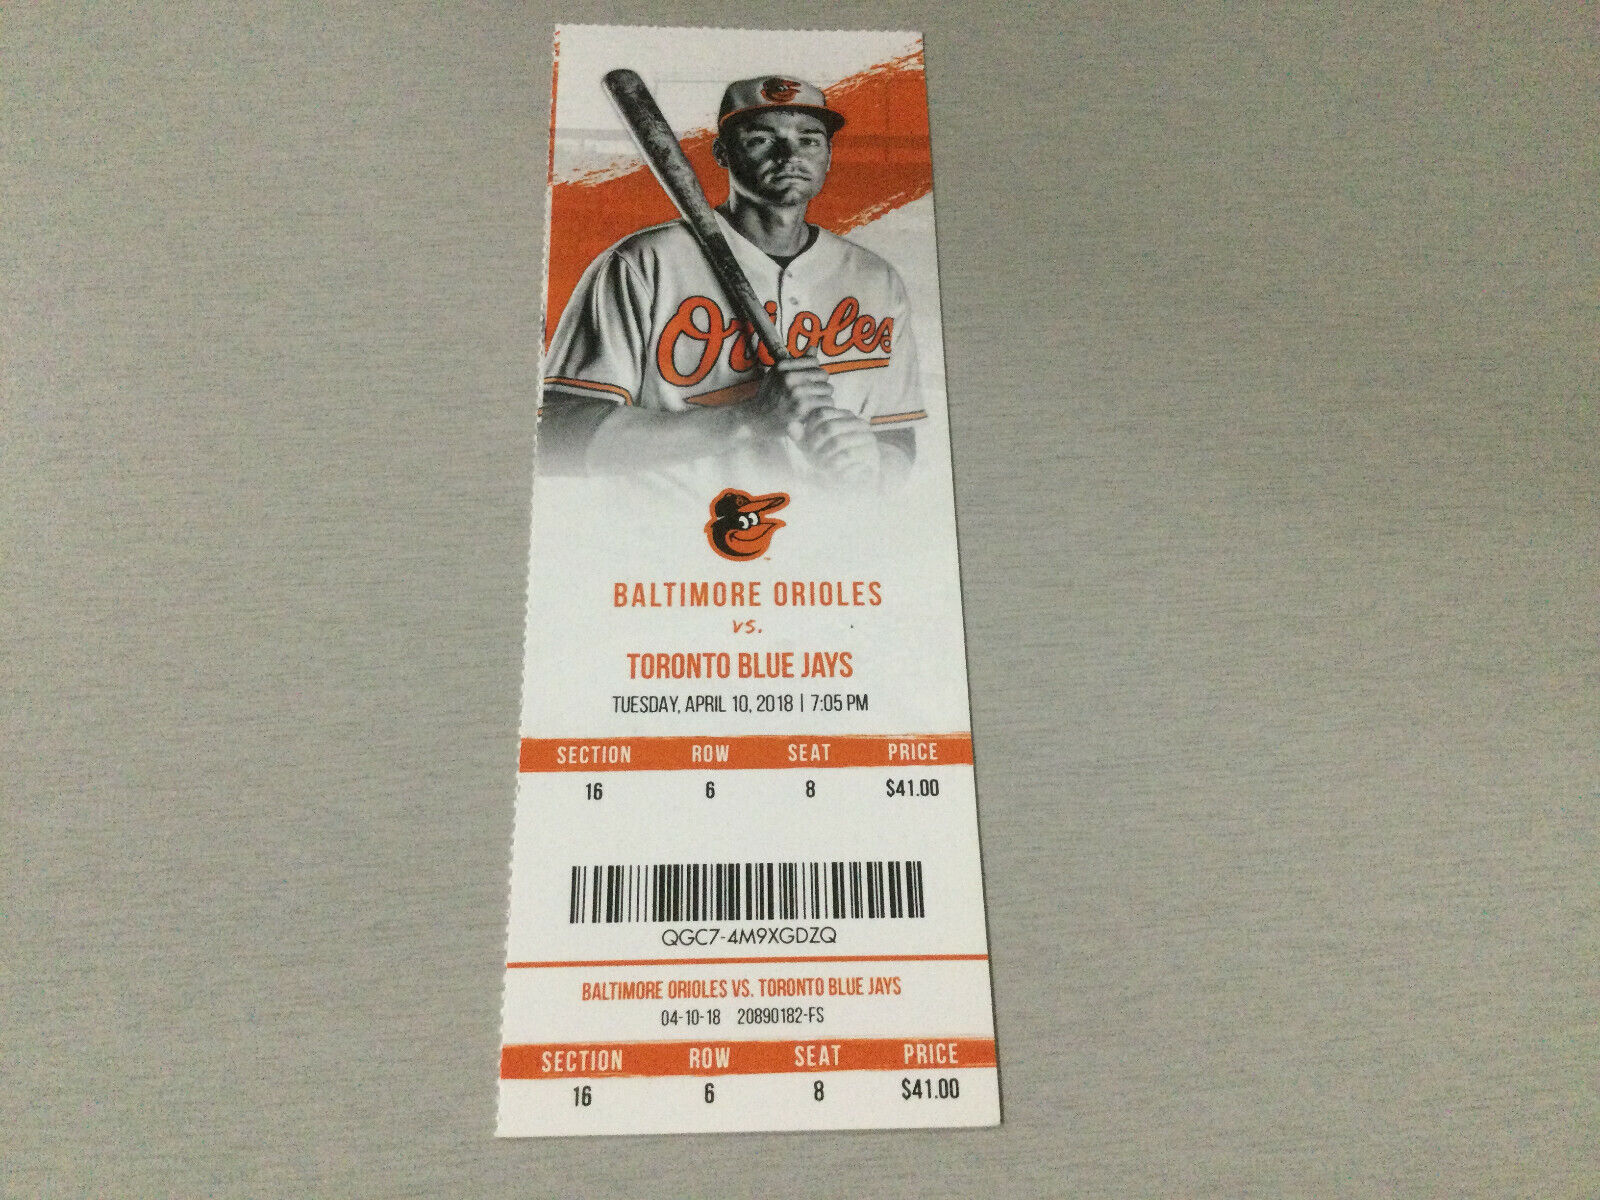 Orioles
BALTIMORE ORIOLES
vs.
TORONTO BLUE JAYS
TUESDAY, APRIL 10, 2018 | 7:05 PM
SECTION ROW SEAT PRICE
16 6 8 $41.00
QGC7-4M9XGDZQ
BALTIMORE ORIOLES VS. TORONTO BLUE JAYS
04-10-18 20890182-FS
SECTION ROW SEAT PRICE
16 6 8 $41.00